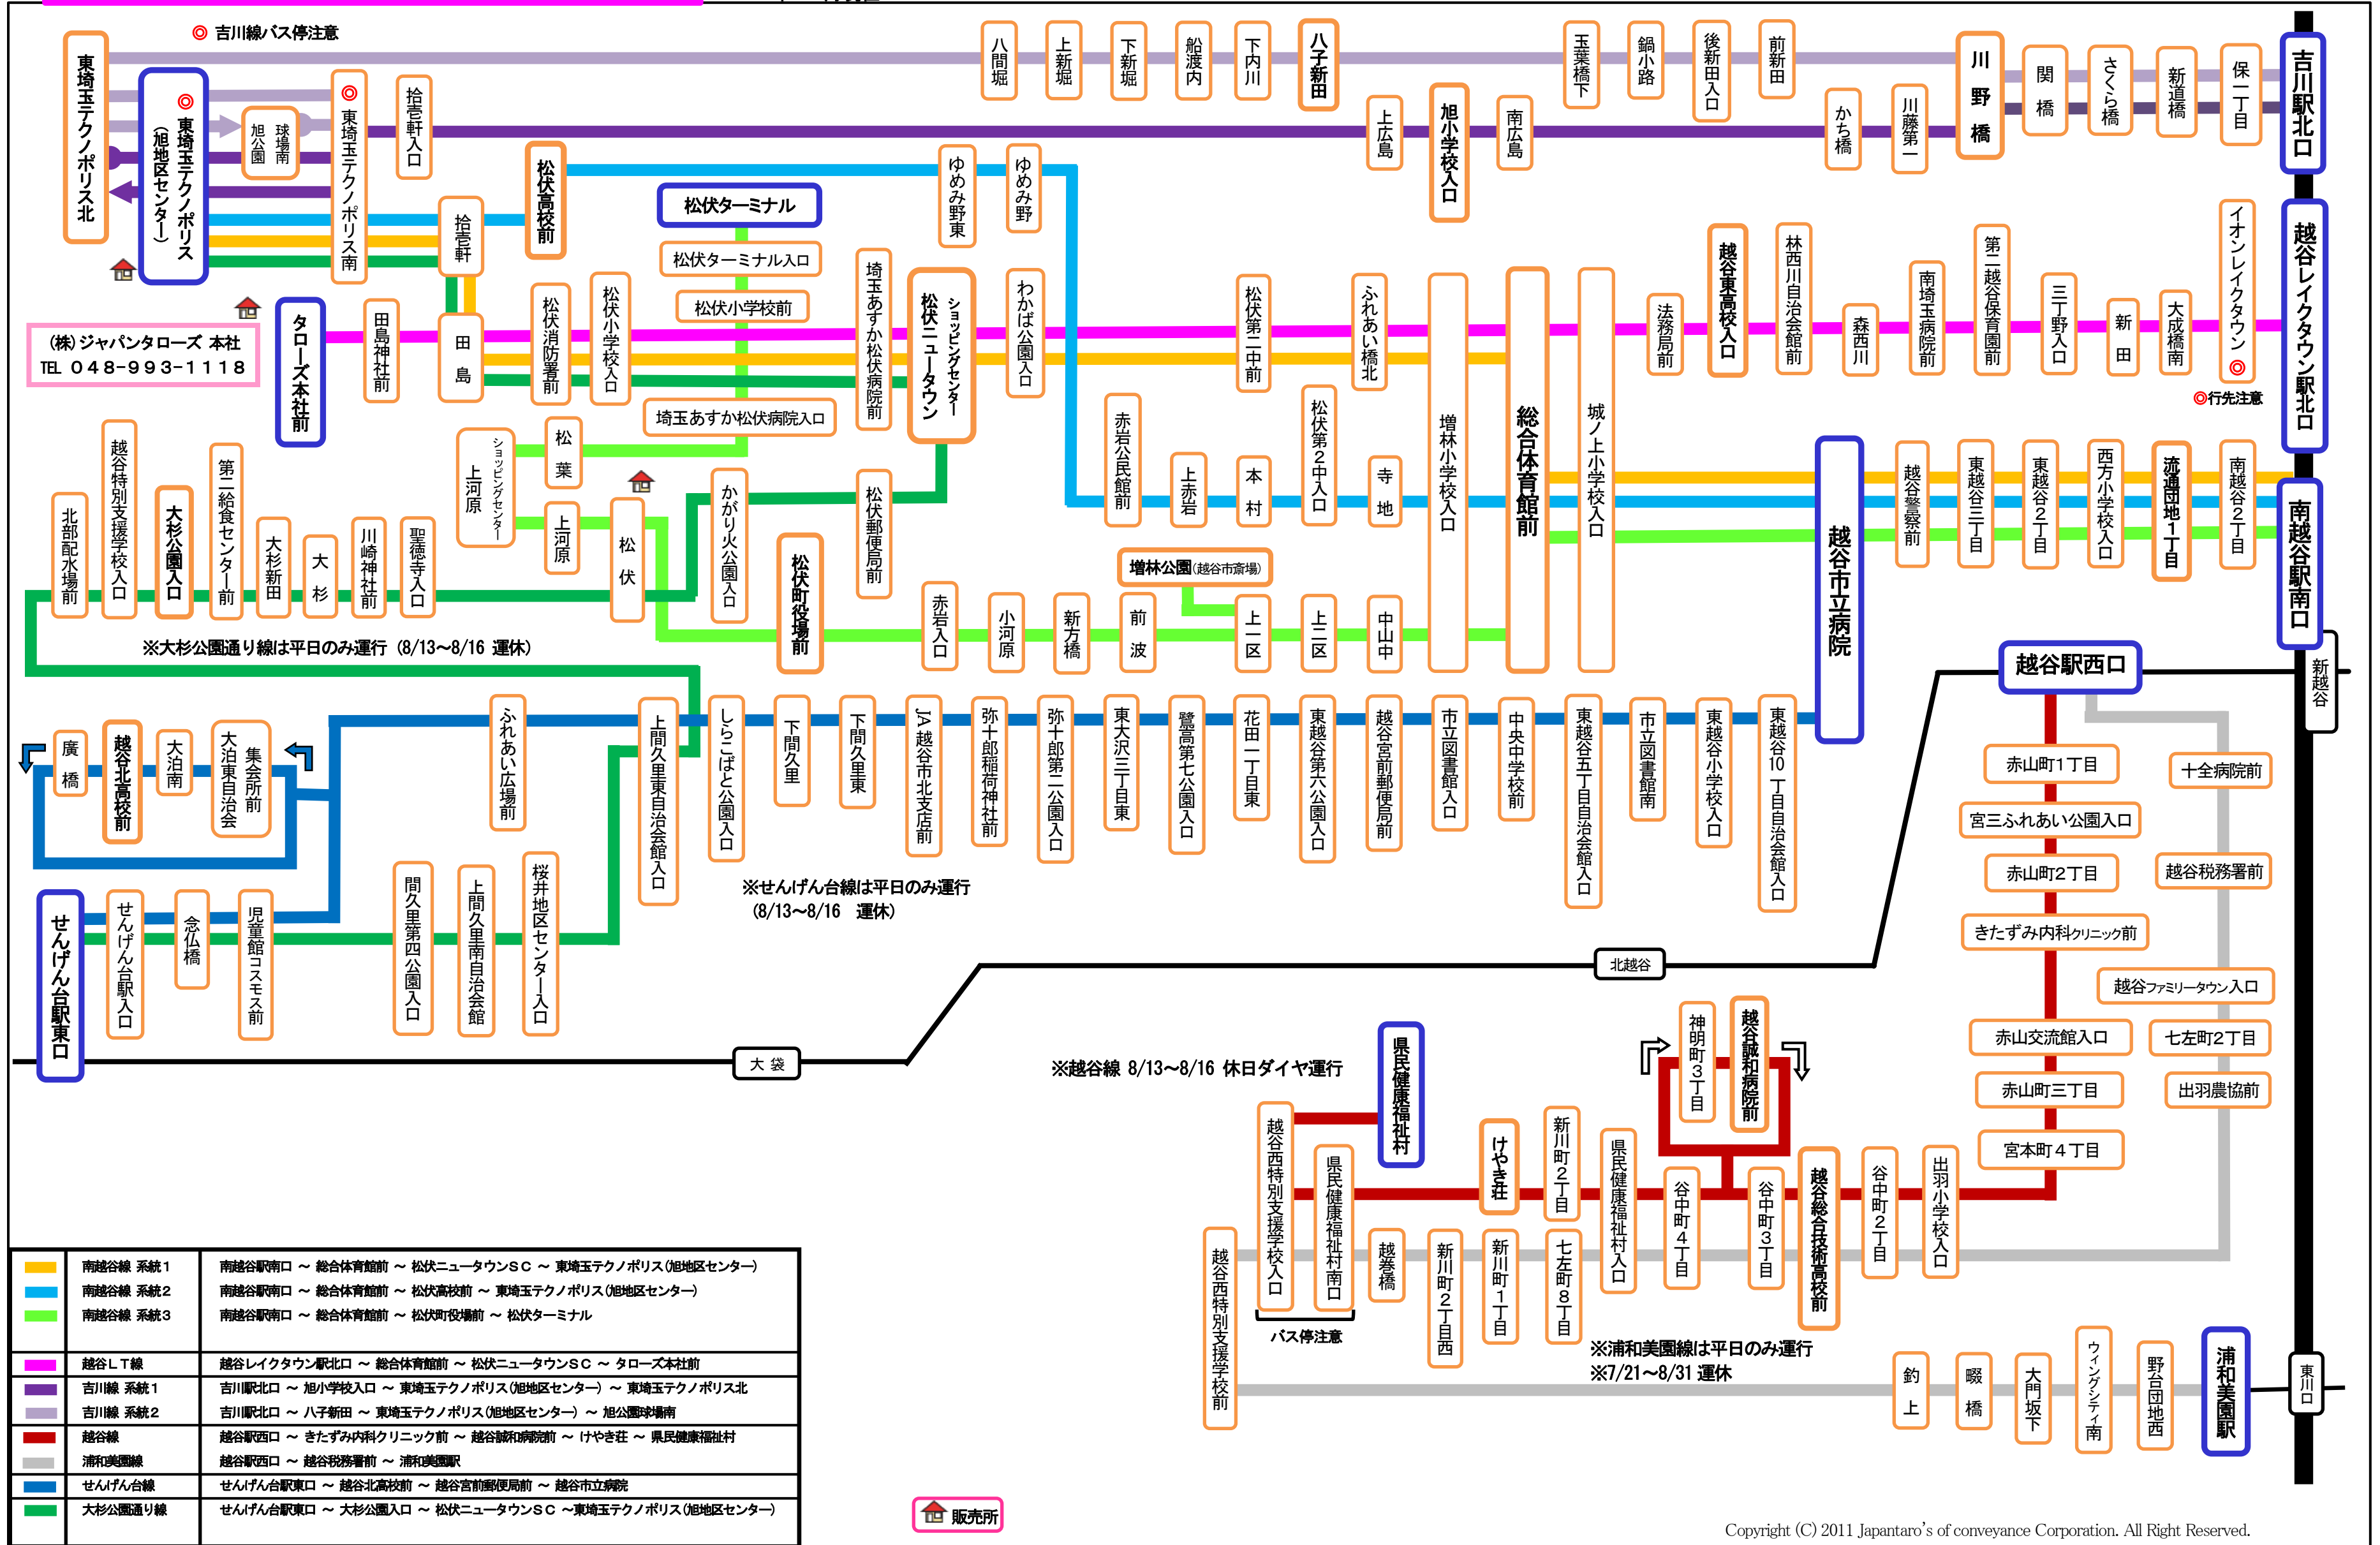 ◎ 吉川線バス停注意
東埼玉テクノポリス北
東埼玉テクノポリス
(旭地区センター)
◎
旭公園
球場南
◎
東埼玉テクノポリス南
拾壱軒入口
八間堀
上新堀
下新堀
船渡内
下内川
八子新田
玉葉橋下
鍋小路
後新田入口
前新田
川野橋
関橋
さくら橋
新道橋
保一丁目
吉川駅北口
上広島
旭小学校入口
南広島
かち橋
川藤第一
拾壱軒
松伏高校前
松伏ターミナル
松伏ターミナル入口
松伏小学校前
埼玉あすか松伏病院入口
ゆめみ野東
ゆめみ野
(株)ジャパンタローズ 本社
TEL 048-993-1118
タローズ本社前
田島神社前
田島
松伏消防署前
松伏小学校入口
埼玉あすか松伏病院前
ショッピングセンター
松伏ニュータウン
わかば公園入口
松伏第二中前
ふれあい橋北
増林小学校入口
総合体育館前
城ノ上小学校入口
法務局前
越谷東高校入口
林西川自治会館前
森西川
南埼玉病院前
第二越谷保育園前
三丁野入口
新田
大成橋南
イオンレイクタウン
◎
◎行先注意
越谷レイクタウン駅北口
赤岩公民館前
上赤岩
本村
松伏第2中入口
寺地
越谷市立病院
越谷警察前
東越谷三丁目
東越谷2丁目
西方小学校入口
流通団地1丁目
南越谷2丁目
南越谷駅南口
新越谷
ショッピングセンター
上河原
松葉
上河原
松伏
かがり火公園入口
松伏町役場前
松伏郵便局前
赤岩入口
小河原
新方橋
前波
増林公園(越谷市斎場)
上一区
上二区
中山中
北部配水場前
越谷特別支援学校入口
大杉公園入口
第二給食センター前
大杉新田
大杉
川崎神社前
聖徳寺入口
※大杉公園通り線は平日のみ運行 (8/13～8/16 運休)
廣橋
越谷北高校前
大泊南
大泊東自治会
集会所前
ふれあい広場前
上間久里東自治会館入口
しらこばと公園入口
下間久里
下間久里東
JA越谷市北支店前
弥十郎稲荷神社前
弥十郎第二公園入口
東大沢三丁目東
鷺高第七公園入口
花田一丁目東
東越谷第六公園入口
越谷宮前郵便局前
市立図書館入口
中央中学校前
東越谷五丁目自治会館入口
市立図書館南
東越谷小学校入口
東越谷10丁目自治会館入口
せんげん台駅東口
せんげん台駅入口
念仏橋
児童館コスモス前
間久里第四公園入口
上間久里南自治会館
桜井地区センター入口
※せんげん台線は平日のみ運行
(8/13～8/16　運休)
大袋
北越谷
越谷駅西口
赤山町1丁目
宮三ふれあい公園入口
赤山町2丁目
きたずみ内科クリニック前
赤山交流館入口
赤山町三丁目
宮本町4丁目
十全病院前
越谷税務署前
越谷ファミリータウン入口
七左町2丁目
出羽農協前
※越谷線 8/13～8/16 休日ダイヤ運行
県民健康福祉村
越谷西特別支援学校入口
県民健康福祉村南口
けやき荘
新川町2丁目
県民健康福祉村入口
神明町3丁目
越谷誠和病院前
谷中町4丁目
谷中町3丁目
越谷総合技術高校前
谷中町2丁目
出羽小学校入口
越谷西特別支援学校前
越巻橋
新川町2丁目西
新川町1丁目
七左町8丁目
バス停注意
※浦和美園線は平日のみ運行
※7/21～8/31 運休
釣上
畷橋
大門坂下
ウィングシティ南
野台団地西
浦和美園駅
東川口
南越谷線 系統1　南越谷駅南口 ～ 総合体育館前 ～ 松伏ニュータウンSC ～ 東埼玉テクノポリス(旭地区センター)
南越谷線 系統2　南越谷駅南口 ～ 総合体育館前 ～ 松伏高校前 ～ 東埼玉テクノポリス(旭地区センター)
南越谷線 系統3　南越谷駅南口 ～ 総合体育館前 ～ 松伏町役場前 ～ 松伏ターミナル
越谷LT線　越谷レイクタウン駅北口 ～ 総合体育館前 ～ 松伏ニュータウンSC ～ タローズ本社前
吉川線 系統1　吉川駅北口 ～ 旭小学校入口 ～ 東埼玉テクノポリス(旭地区センター) ～ 東埼玉テクノポリス北
吉川線 系統2　吉川駅北口 ～ 八子新田 ～ 東埼玉テクノポリス(旭地区センター) ～ 旭公園球場南
越谷線　越谷駅西口 ～ きたずみ内科クリニック前 ～ 越谷誠和病院前 ～ けやき荘 ～ 県民健康福祉村
浦和美園線　越谷駅西口 ～ 越谷税務署前 ～ 浦和美園駅
せんげん台線　せんげん台駅東口 ～ 越谷北高校前 ～ 越谷宮前郵便局前 ～ 越谷市立病院
大杉公園通り線　せんげん台駅東口 ～ 大杉公園入口 ～ 松伏ニュータウンSC ～東埼玉テクノポリス(旭地区センター)
販売所
Copyright (C) 2011 Japantaro's of conveyance Corporation. All Right Reserved.